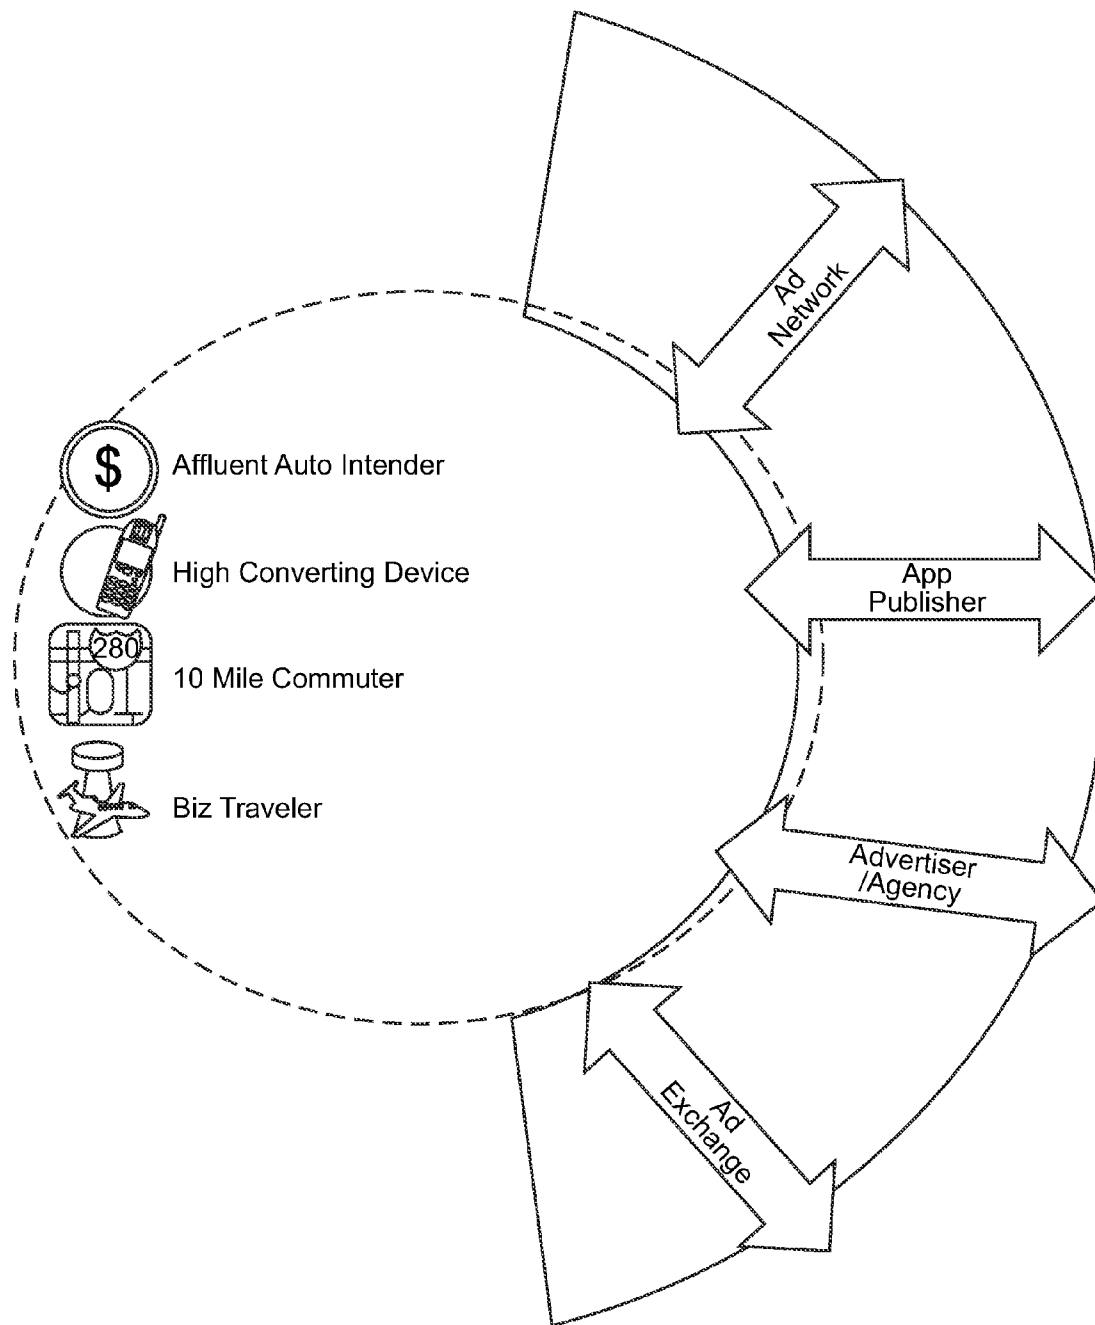 Ad
Network
$
Affluent Auto Intender
High Converting Device
App
Publisher
280
10 Mile Commuter
Biz Traveler
Advertiser
/Agency
Ad
Exchange